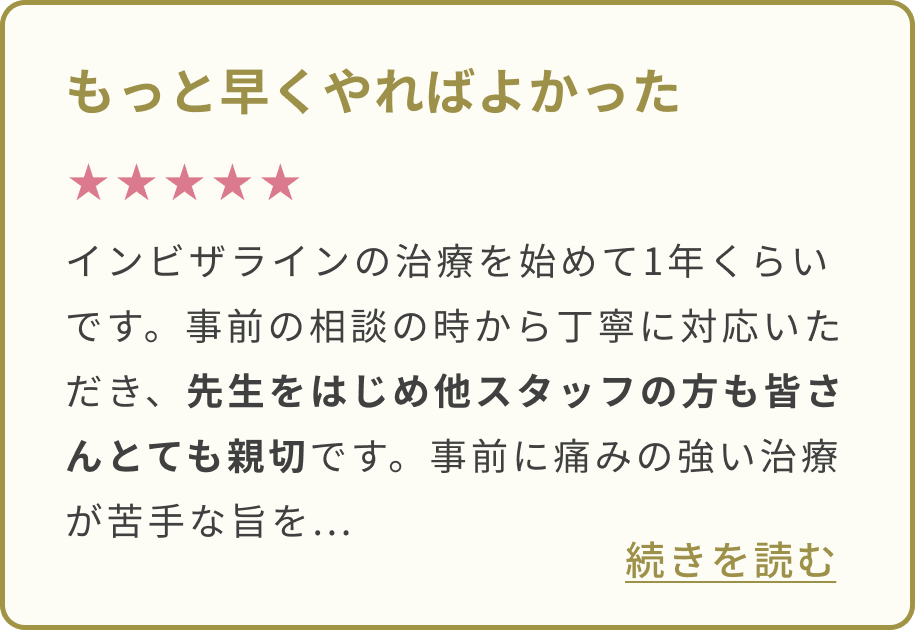 もっと早くやればよかった
★★★★★
インビザラインの治療を始めて1年くらい
です。事前の相談の時から丁寧に対応いた
だき、先生をはじめ他スタッフの方も皆さ
んとても親切です。事前に痛みの強い治療
が苦手な旨を...
続きを読む